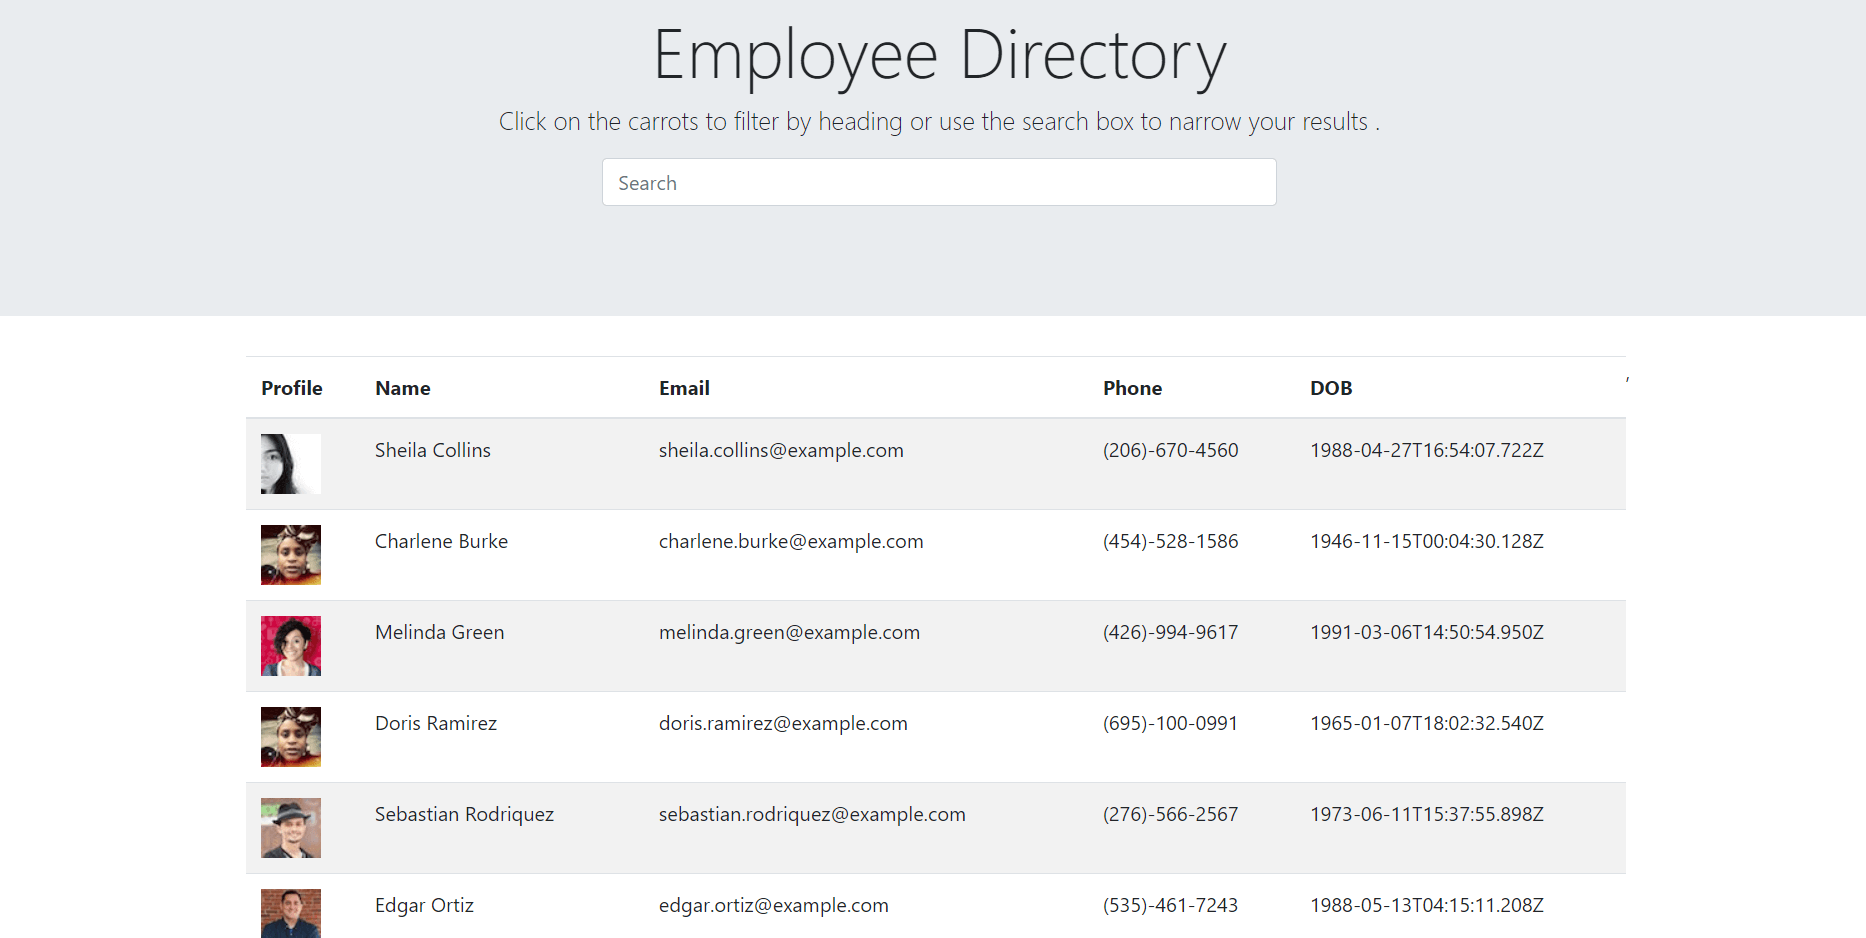 Employee Directory
Click on the carrots to filter by heading or use the search box to narrow your results .
Search
Profile Name Email Phone DOB ,
Sheila Collins sheila.collins@example.com (206)-670-4560 1988-04-27T16:54:07.722Z
Charlene Burke charlene.burke@example.com (454)-528-1586 1946-11-15T00:04:30.128Z
Melinda Green melinda.green@example.com (426)-994-9617 1991-03-06T14:50:54.950Z
Doris Ramirez doris.ramirez@example.com (695)-100-0991 1965-01-07T18:02:32.540Z
Sebastian Rodriquez sebastian.rodriquez@example.com (276)-566-2567 1973-06-11T15:37:55.898Z
Edgar Ortiz edgar.ortiz@example.com (535)-461-7243 1988-05-13T04:15:11.208Z